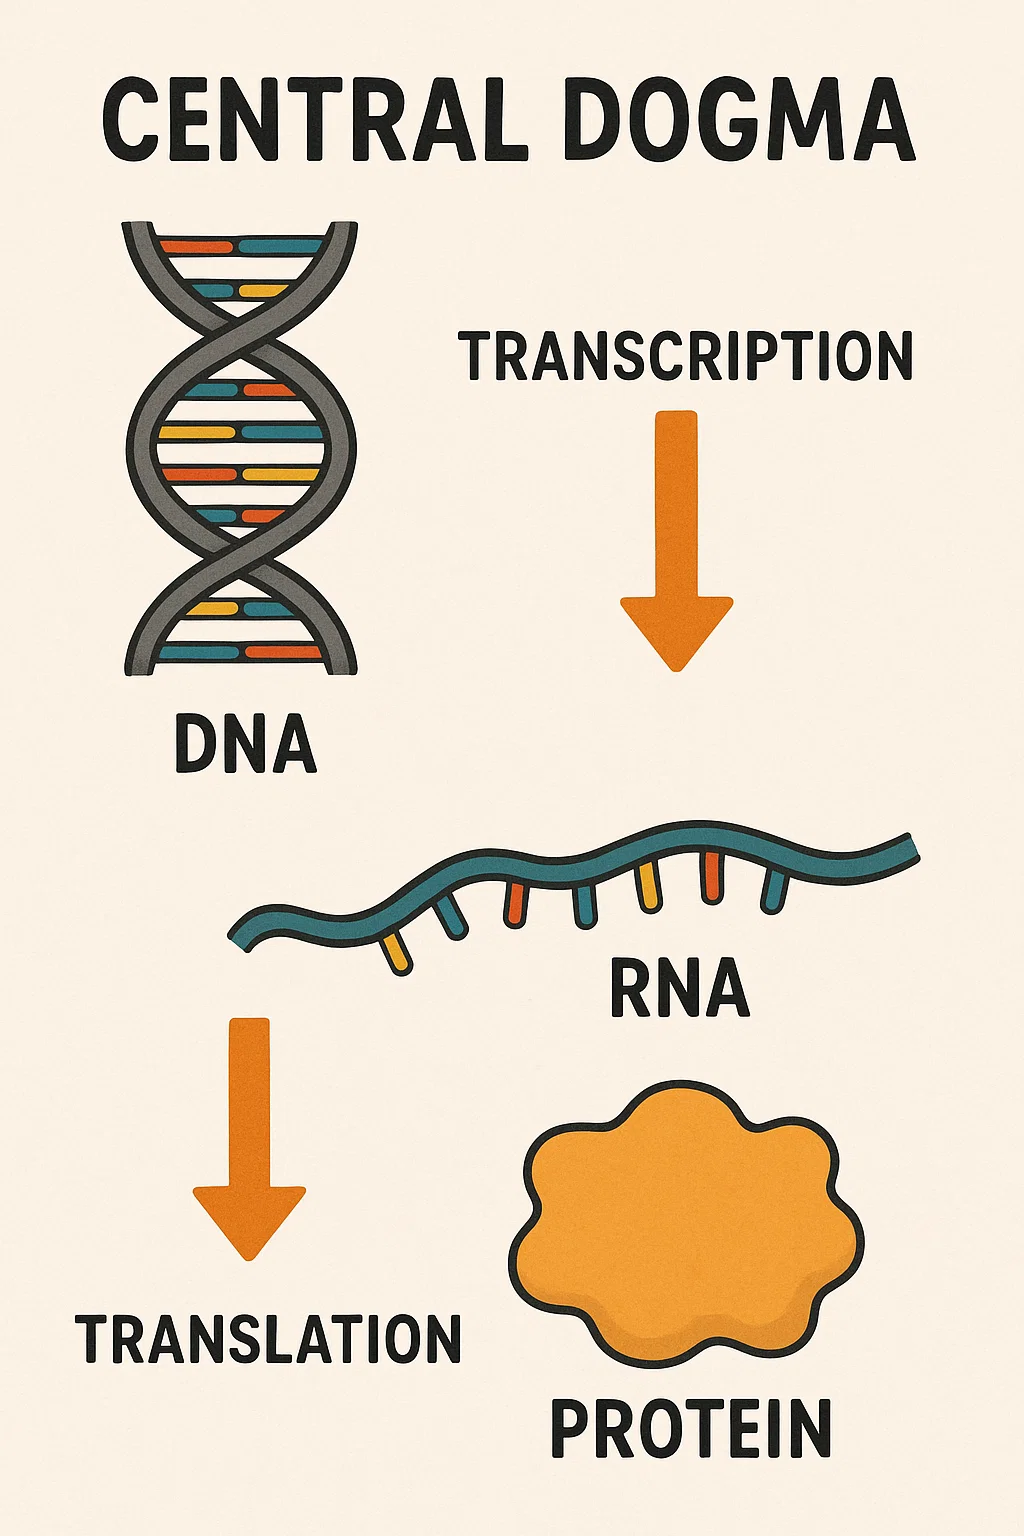 CENTRAL DOGMA
TRANSCRIPTION
DNA
RNA
TRANSLATION
PROTEIN